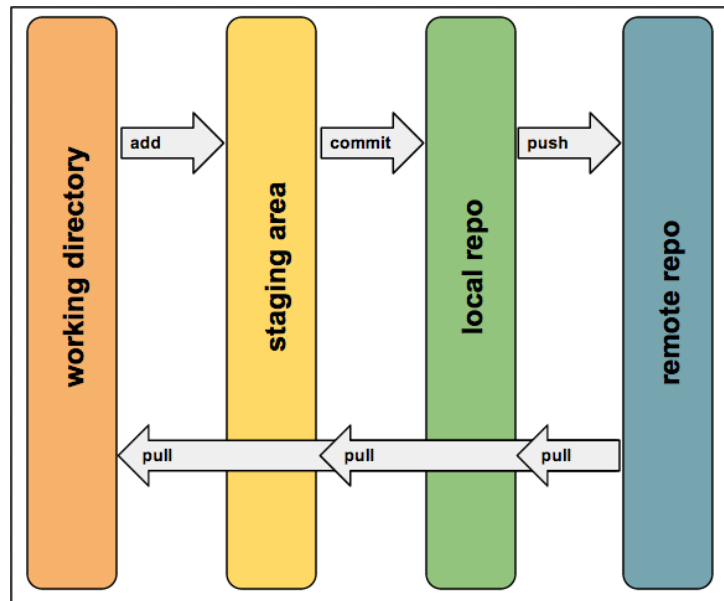 working directory
add
staging area
commit
local repo
push
remote repo
pull
pull
pull